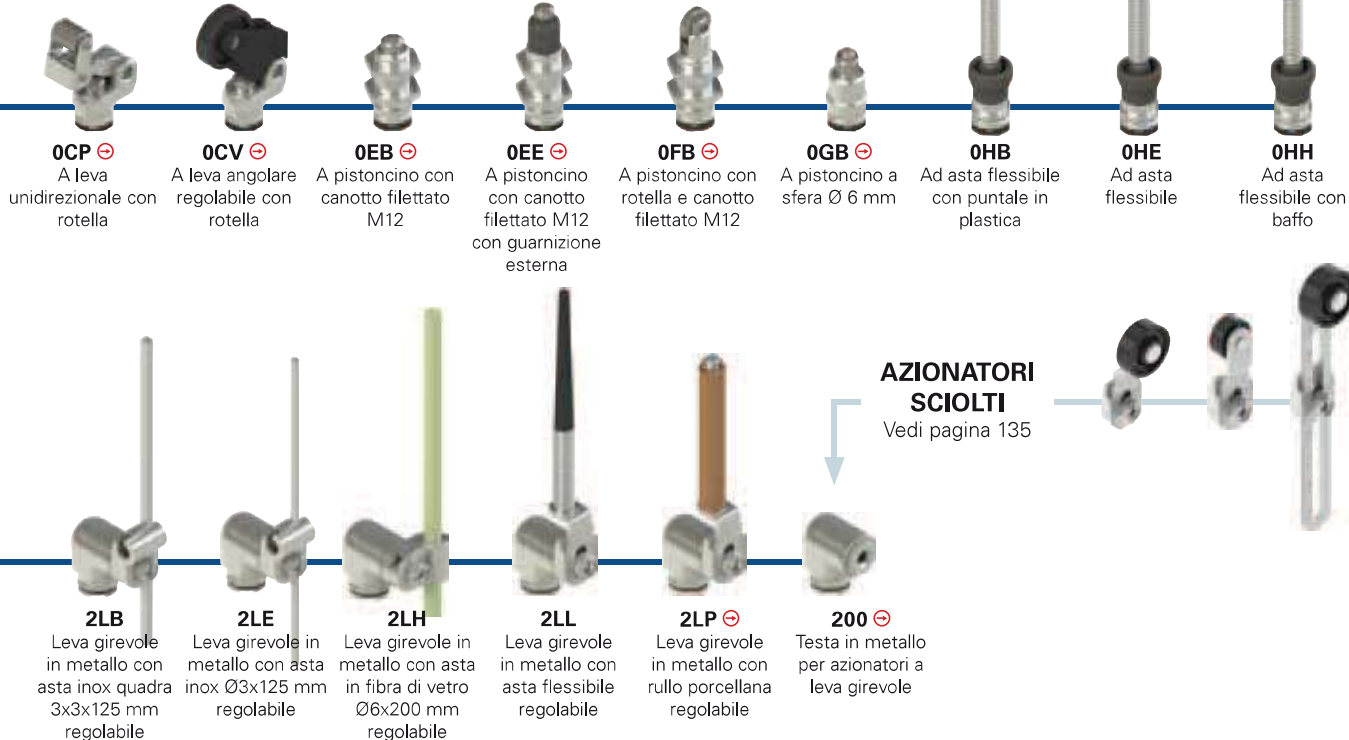 0CP
A leva
unidirezionale con
rotella
0CV
A leva angolare
regolabile con
rotella
0EB
A pistoncino con
canotto filettato
M12
0EE
A pistoncino
con canotto
filettato M12
con guarnizione
esterna
0FB
A pistoncino con
rotella e canotto
filettato M12
0GB
A pistoncino a
sfera Ø 6 mm
0HB
Ad asta flessibile
con puntale in
plastica
0HE
Ad asta
flessibile
0HH
Ad asta
flessibile con
baffo
AZIONATORI
SCIOLTI
Vedi pagina 135
2LB
Leva girevole
in metallo con
asta inox quadra
3x3x125 mm
regolabile
2LE
Leva girevole in
metallo con asta
inox Ø3x125 mm
regolabile
2LH
Leva girevole in
metallo con asta
in fibra di vetro
Ø6x200 mm
regolabile
2LL
Leva girevole
in metallo con
asta flessibile
regolabile
2LP
Leva girevole
in metallo con
rullo porcellana
regolabile
200
Testa in metallo
per azionatori a
leva girevole